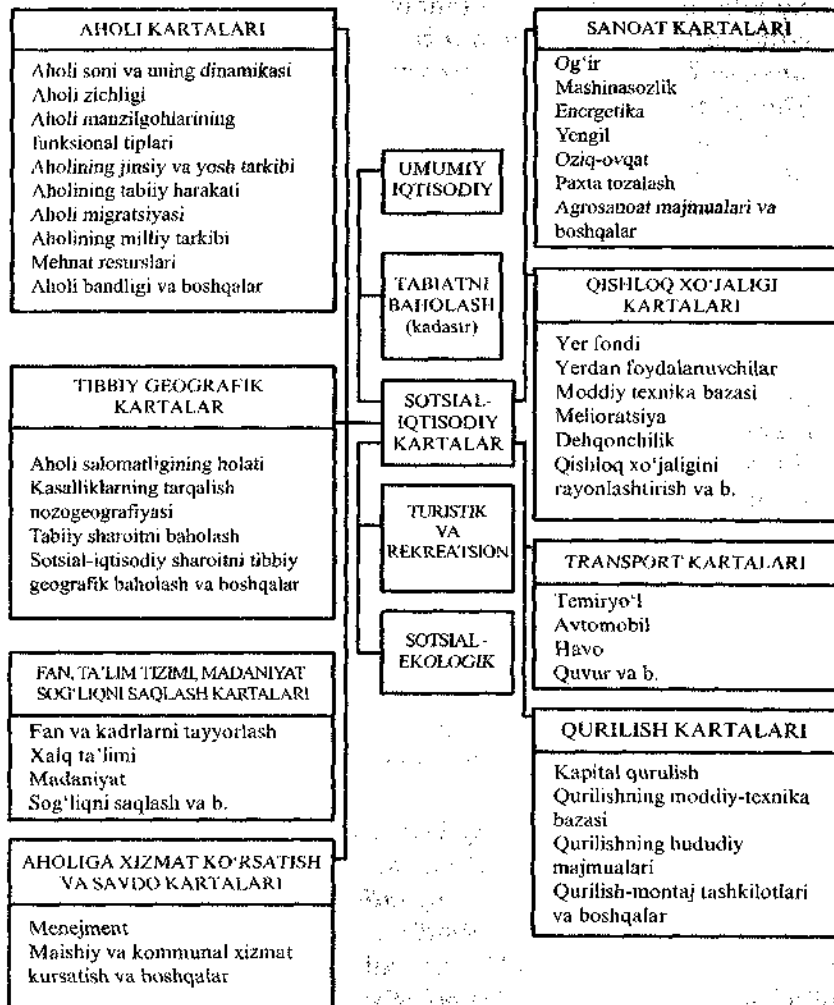 AHOLI KARTALARI
Aholi soni va uning dinamikasi
Aholi zichligi
Aholi manzilgohlarining
funksional tiplari
Aholining jinsiy va yosh tarkibi
Aholining tabiiy harakati
Aholi migratsiyasi
Aholining milliy tarkibi
Mehnat resurslari
Aholi bandligi va boshqalar
TIBBIY GEOGRAFIK
KARTALAR
Aholi salomatligining holati
Kasalliklarning tarqalish
nozogeografiyasi
Tabiiy sharoitni baholash
Sotsial-iqtisodiy sharoitni tibbiy
geografik baholash va boshqalar
FAN, TA'LIM TIZIMI, MADANIYAT
SOG'LIQNI SAQLASH KARTALARI
Fan va kadrlarni tayyorlash
Xalq ta'limi
Madaniyat
Sog'liqni saqlash va b.
AHOLIGA XIZMAT KO'RSATISH
VA SAVDO KARTALARI
Menejment
Maishiy va kommunal xizmat
kursatish va boshqalar
UMUMIY
IQTISODIY
TABIATNI
BAHOLASH
(kadastr)
SOTSIAL-
IQTISODIY
KARTALAR
TURISTIK
VA
REKREATSION
SOTSIAL-
EKOLOGIK
SANOAT KARTALARI
Og'ir
Mashinasozlik
Energetika
Yengil
Oziq-ovqat
Paxta tozalash
Agrosanoat majmualari va
boshqalar
QISHLOQ XO'JALIGI
KARTALARI
Yer fondi
Yerdan foydalanuvchilar
Moddiy texnika bazasi
Melioratsiya
Dehqonchilik
Qishloq xo'jaligini
rayonlashtirish va b.
TRANSPORT KARTALARI
Temiryo'l
Avtomobil
Havo
Quvur va b.
QURILISH KARTALARI
Kapital qurulish
Qurilishning moddiy-texnika
bazasi
Qurilishning hududiy
majmualari
Qurilish-montaj tashkilotlari
va boshqalar